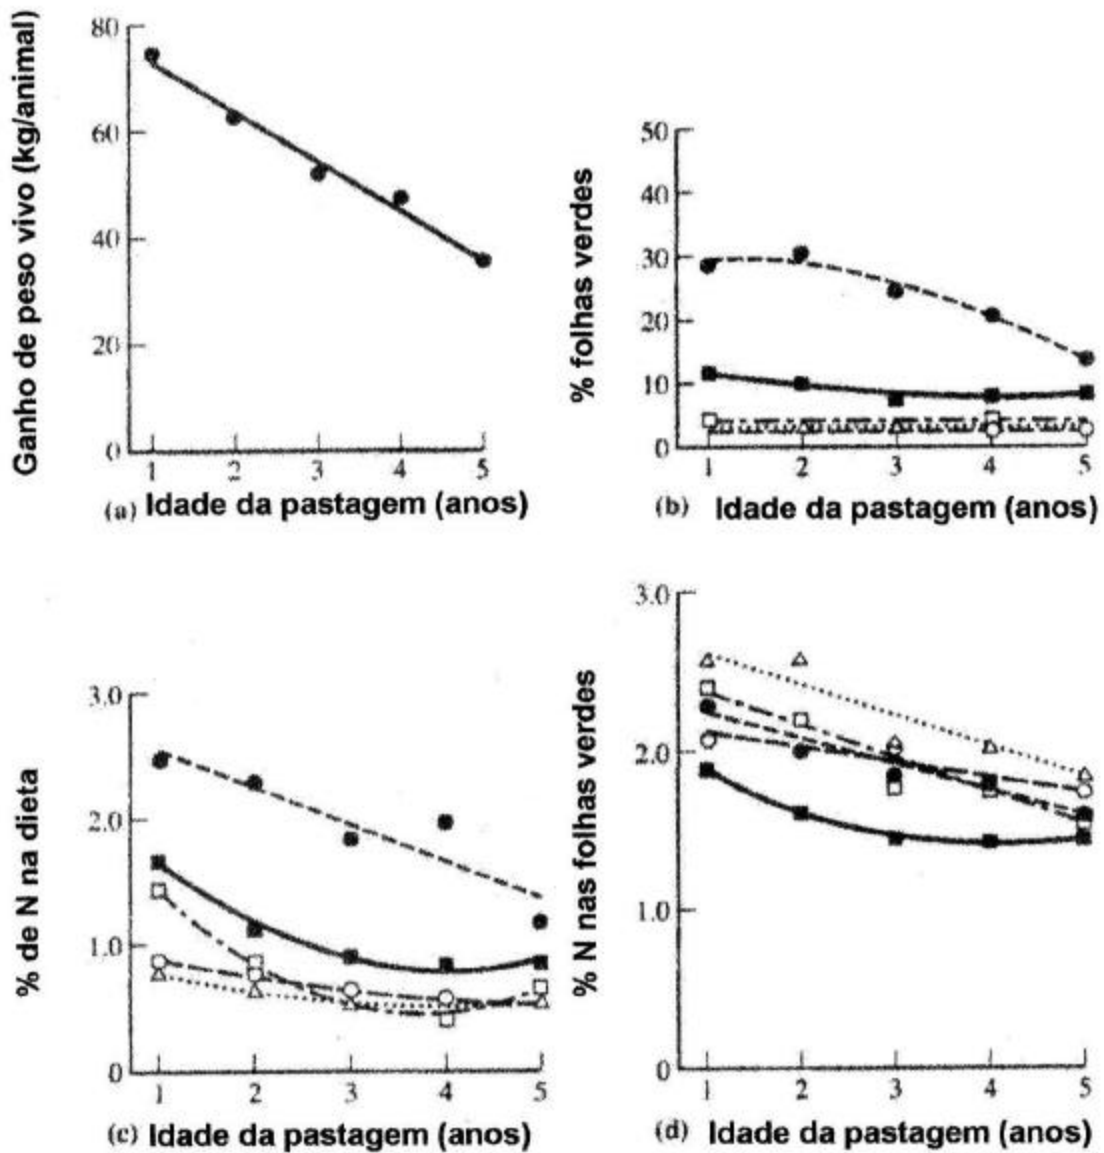 Ganho de peso vivo (kg/animal)
80
60
40
20
0
1 2 3 4 5
(a) Idade da pastagem (anos)
% folhas verdes
50
40
30
20
10
0
1 2 3 4 5
(b) Idade da pastagem (anos)
% de N na dieta
3.0
2.0
1.0
0
1 2 3 4 5
(c) Idade da pastagem (anos)
% N nas folhas verdes
3.0
2.0
1.0
0
1 2 3 4 5
(d) Idade da pastagem (anos)